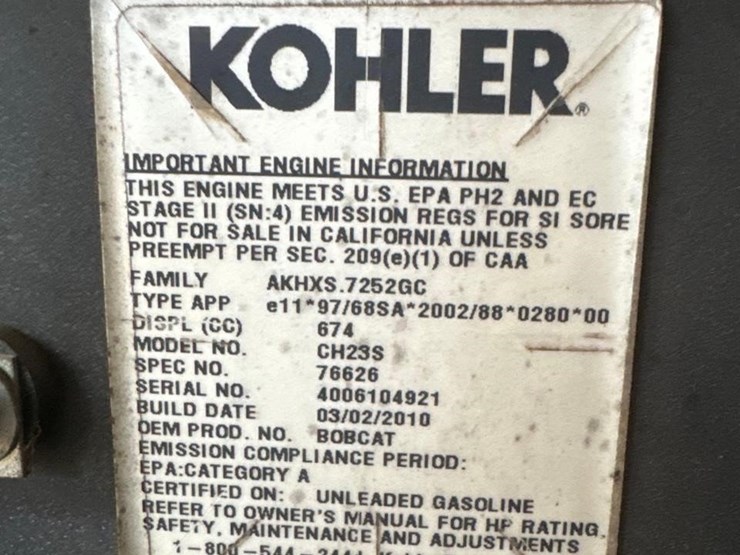 KOHLER®
IMPORTANT ENGINE INFORMATION
THIS ENGINE MEETS U.S. EPA PH2 AND EC
STAGE II (SN:4) EMISSION REGS FOR SI SORE
NOT FOR SALE IN CALIFORNIA UNLESS
PREEMPT PER SEC. 209(e)(1) OF CAA
FAMILY AKHXS.7252GC
TYPE APP e11*97/68SA*2002/88*0280*00
DISPL (CC) 674
MODEL NO. CH23S
SPEC NO. 76626
SERIAL NO. 4006104921
BUILD DATE 03/02/2010
OEM PROD. NO. BOBCAT
EMISSION COMPLIANCE PERIOD:
EPA:CATEGORY A
CERTIFIED ON: UNLEADED GASOLINE
REFER TO OWNER'S MANUAL FOR HP RATING,
SAFETY, MAINTENANCE AND ADJUSTMENTS
1-800-544-